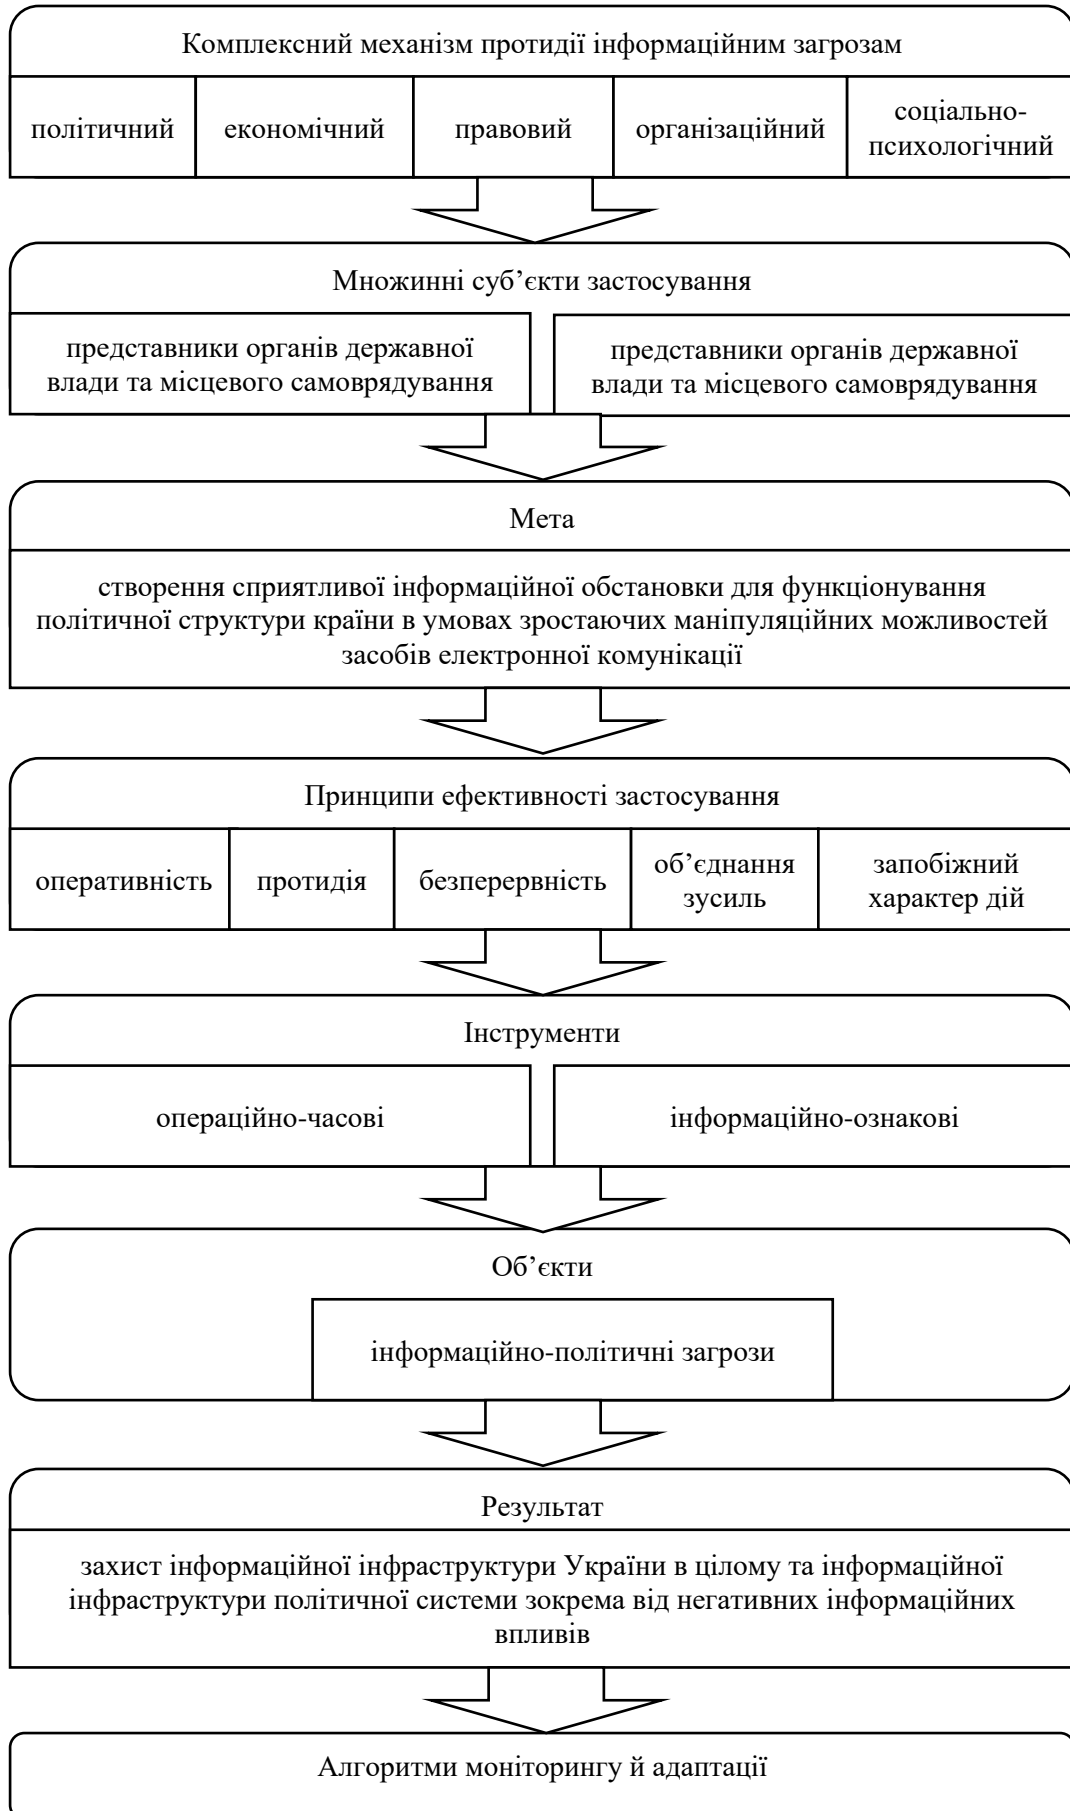 Комплексний механізм протидії інформаційним загрозам
політичний
економічний
правовий
організаційний
соціально-
психологічний
Множинні суб’єкти застосування
представники органів державної
влади та місцевого самоврядування
представники органів державної
влади та місцевого самоврядування
Мета
створення сприятливої інформаційної обстановки для функціонування
політичної структури країни в умовах зростаючих маніпуляційних можливостей
засобів електронної комунікації
Принципи ефективності застосування
оперативність
протидія
безперервність
об’єднання
зусиль
запобіжний
характер дій
Інструменти
операційно-часові
інформаційно-ознакові
Об’єкти
інформаційно-політичні загрози
Результат
захист інформаційної інфраструктури України в цілому та інформаційної
інфраструктури політичної системи зокрема від негативних інформаційних
впливів
Алгоритми моніторингу й адаптації